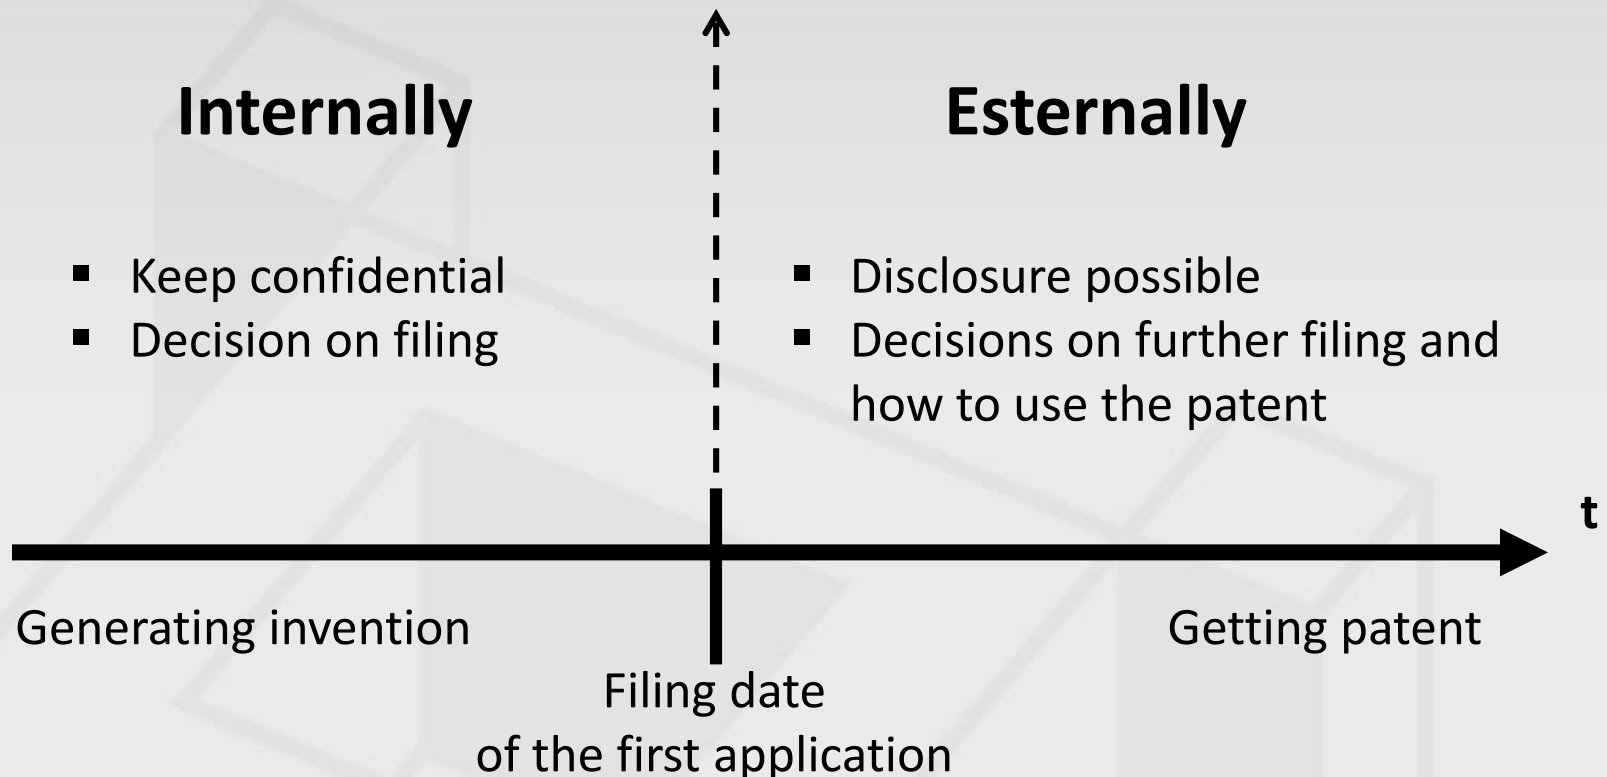 Internally
Esternally
▪ Keep confidential
▪ Decision on filing
▪ Disclosure possible
▪ Decisions on further filing and
how to use the patent
t
Generating invention
Getting patent
Filing date
of the first application